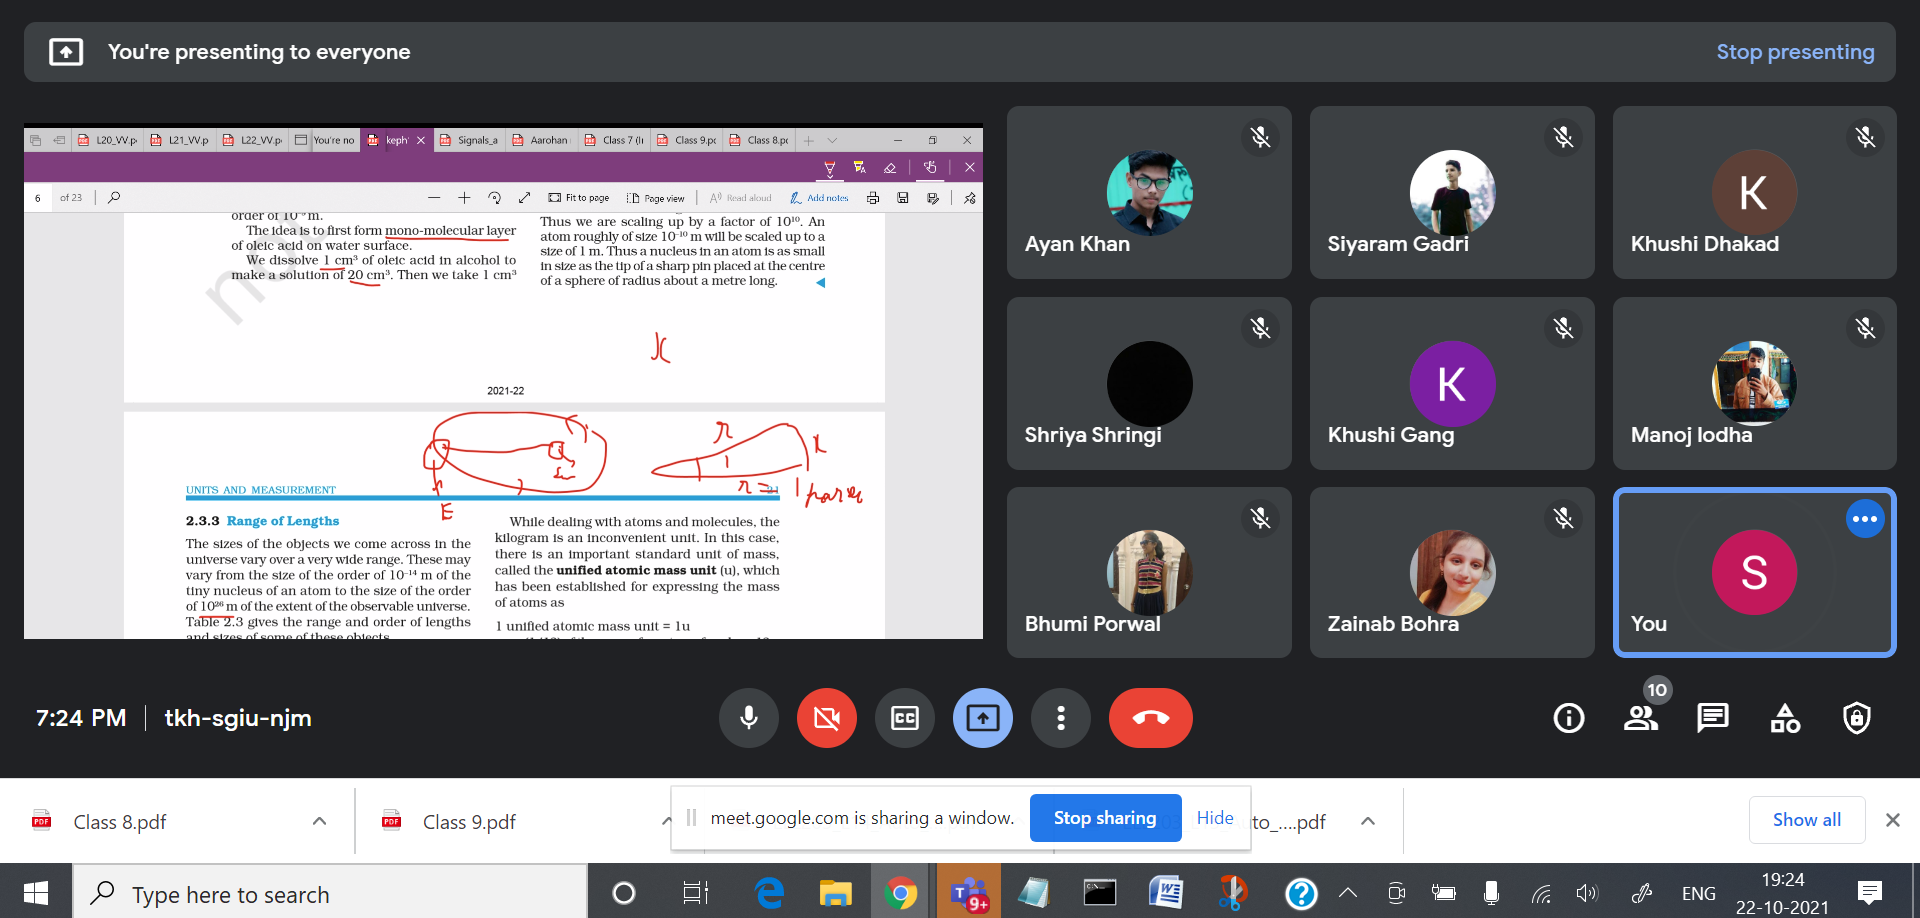 You're presenting to everyone
Stop presenting
L20_VV.p
L21_VV.p
L22_VV.p
You're no
keph
Signals_a
Aarohan
Class 7 (I
Class 9.pc
Class 8.pc
6 of 23
Fit to page
Page view
Read aloud
Add notes
order of 10⁻⁹ m.
The idea is to first form mono-molecular layer
of oleic acid on water surface.
We dissolve 1 cm³ of oleic acid in alcohol to
make a solution of 20 cm³. Then we take 1 cm³
Thus we are scaling up by a factor of 10¹⁰. An
atom roughly of size 10⁻¹⁰ m will be scaled up to a
size of 1 m. Thus a nucleus in an atom is as small
in size as the tip of a sharp pin placed at the centre
of a sphere of radius about a metre long.
2021-22
E
UNITS AND MEASUREMENT
2.3.3 Range of Lengths
The sizes of the objects we come across in the
universe vary over a very wide range. These may
vary from the size of the order of 10⁻¹⁴ m of the
tiny nucleus of an atom to the size of the order
of 10²⁶ m of the extent of the observable universe.
Table 2.3 gives the range and order of lengths
and sizes of some of these objects.
While dealing with atoms and molecules, the
kilogram is an inconvenient unit. In this case,
there is an important standard unit of mass,
called the unified atomic mass unit (u), which
has been established for expressing the mass
of atoms as
1 unified atomic mass unit = 1u
Ayan Khan
Siyaram Gadri
K
Khushi Dhakad
Shriya Shringi
K
Khushi Gang
Manoj lodha
Bhumi Porwal
Zainab Bohra
S
You
7:24 PM | tkh-sgiu-njm
CC
10
Class 8.pdf
Class 9.pdf
meet.google.com is sharing a window.
Stop sharing
Hide
to_....pdf
Show all
Type here to search
9+
ENG
19:24
22-10-2021